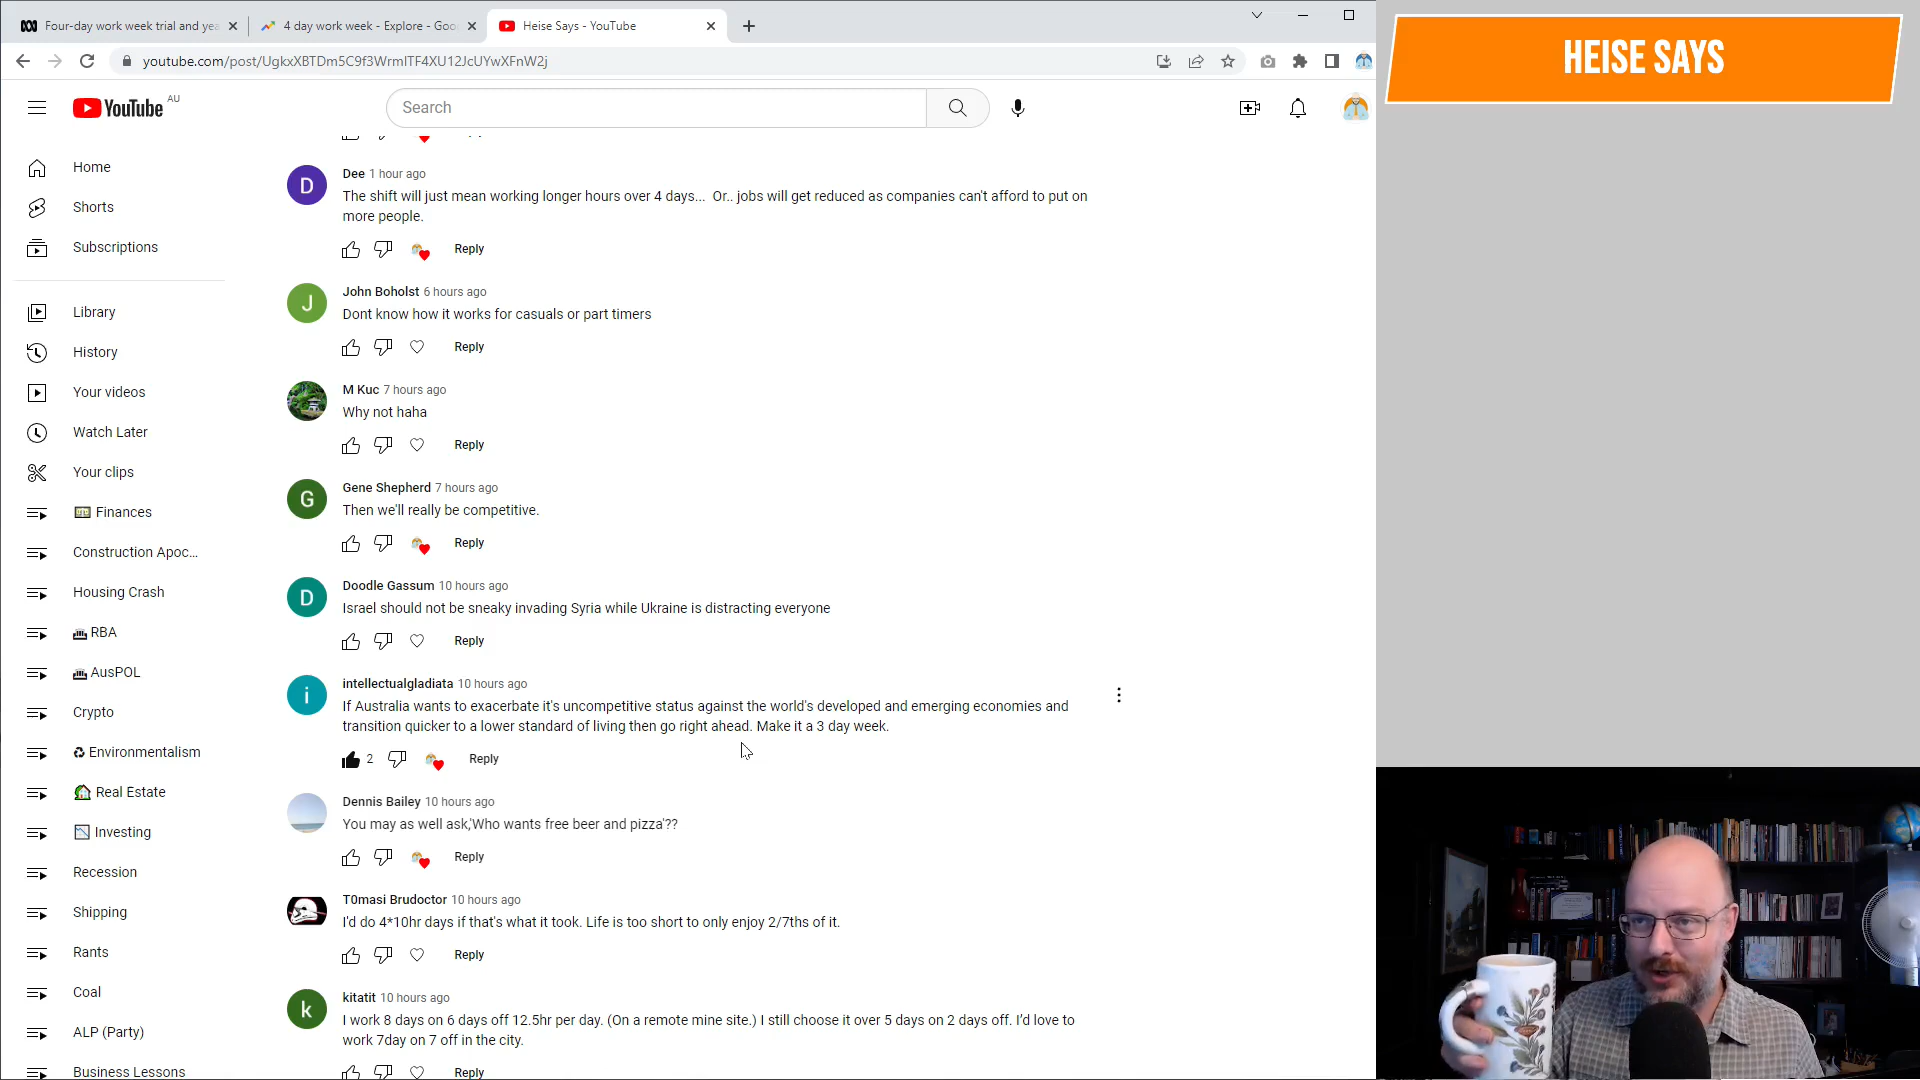 Four-day work week trial and yea
4 day work week - Explore - Goo
Heise Says - YouTube
youtube.com/post/UgkxXBTDm5C9f3WrmITF4XU12JcUYwXFnW2j
HEISE SAYS
YouTube AU
Search
Home
Shorts
Subscriptions
Library
History
Your videos
Watch Later
Your clips
Finances
Construction Apoc...
Housing Crash
RBA
AusPOL
Crypto
Environmentalism
Real Estate
Investing
Recession
Shipping
Rants
Coal
ALP (Party)
Business Lessons
D
Dee 1 hour ago
The shift will just mean working longer hours over 4 days... Or.. jobs will get reduced as companies can't afford to put on
more people.
Reply
J
John Boholst 6 hours ago
Dont know how it works for casuals or part timers
Reply
M Kuc 7 hours ago
Why not haha
Reply
G
Gene Shepherd 7 hours ago
Then we'll really be competitive.
Reply
D
Doodle Gassum 10 hours ago
Israel should not be sneaky invading Syria while Ukraine is distracting everyone
Reply
i
intellectualgladiata 10 hours ago
If Australia wants to exacerbate it's uncompetitive status against the world's developed and emerging economies and
transition quicker to a lower standard of living then go right ahead. Make it a 3 day week.
2 Reply
Dennis Bailey 10 hours ago
You may as well ask,'Who wants free beer and pizza'??
Reply
T0masi Brudoctor 10 hours ago
I'd do 4*10hr days if that's what it took. Life is too short to only enjoy 2/7ths of it.
Reply
k
kitatit 10 hours ago
I work 8 days on 6 days off 12.5hr per day. (On a remote mine site.) I still choose it over 5 days on 2 days off. I'd love to
work 7day on 7 off in the city.
Reply